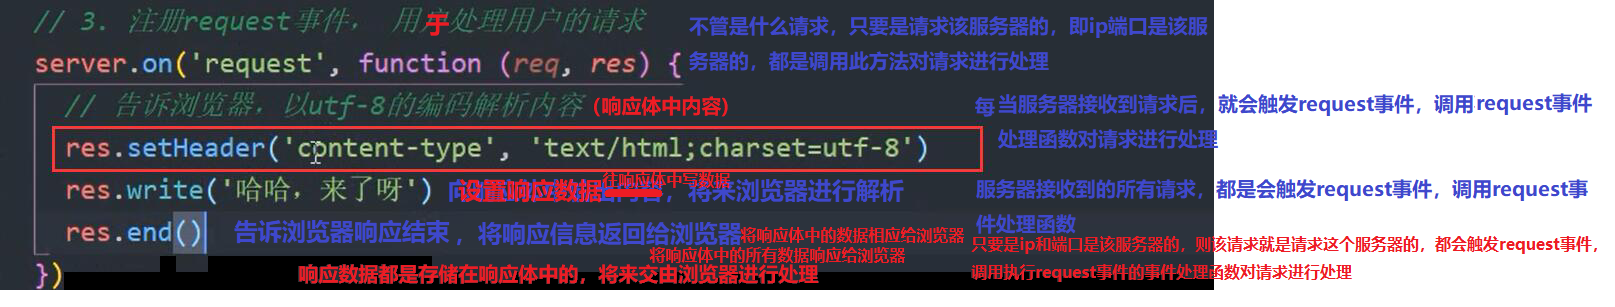 // 3. 注册request事件， 用于处理用户的请求
不管是什么请求，只要是请求该服务器的，即ip端口是该服
务器的，都是调用此方法对请求进行处理
server.on('request', function (req, res) {
// 告诉浏览器，以utf-8的编码解析内容（响应体中内容）
每当服务器接收到请求后，就会触发request事件，调用request事件
处理函数对请求进行处理
res.setHeader('content-type', 'text/html;charset=utf-8')
往响应体中写数据
res.write('哈哈，来了呀') 设置响应数据，将来浏览器进行解析
服务器接收到的所有请求，都是会触发request事件，调用request事
件处理函数
res.end() 告诉浏览器响应结束，将响应信息返回给浏览器
将响应体中的数据相应给浏览器
将响应体中的所有数据响应给浏览器
只要是ip和端口是该服务器的，则该请求就是请求这个服务器的，都会触发request事件，
调用执行request事件的事件处理函数对请求进行处理
})
响应数据都是存储在响应体中的，将来交由浏览器进行处理